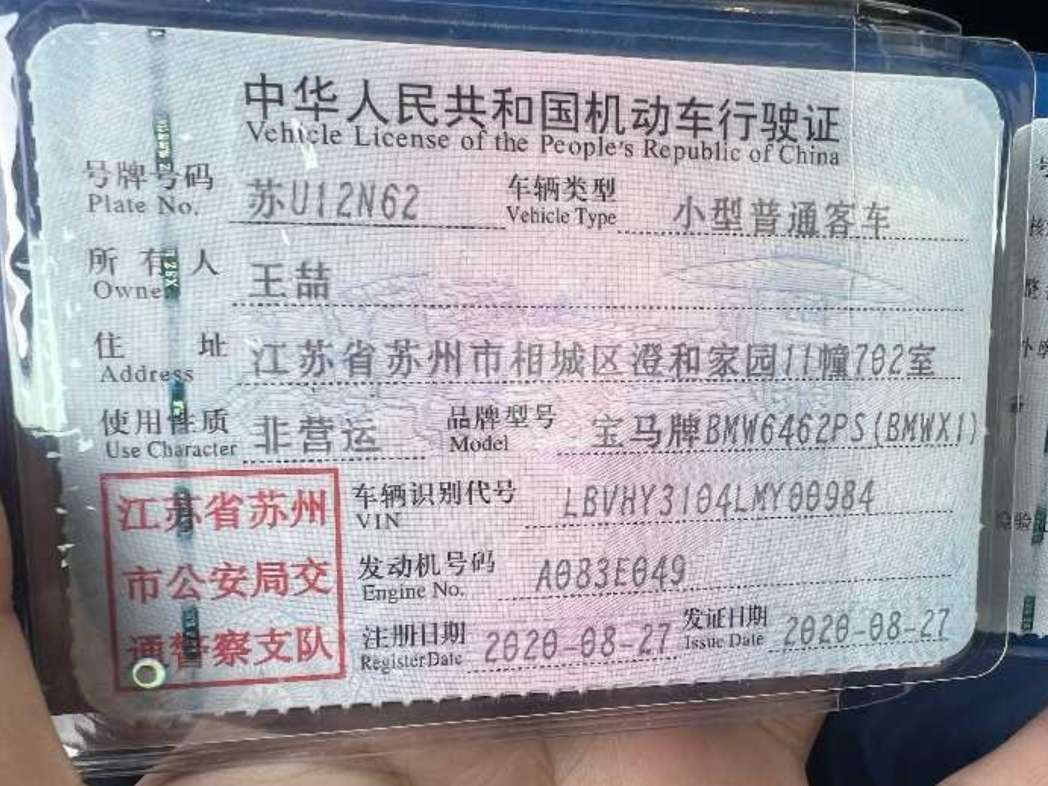 中华人民共和国机动车行驶证
Vehicle License of the People's Republic of China
号牌号码 苏U12N62 车辆类型 小型普通客车
Plate No. Vehicle Type
所有人 王喆
Owner
住址 江苏省苏州市相城区澄和家园11幢702室
Address
使用性质 非营运 品牌型号 宝马牌BMW6462PS(BMWX1)
Use Character Model
江苏省苏州
市公安局交
通警察支队
车辆识别代号 LBVHY3104LMY00984
VIN
发动机号码 A083E049
Engine No.
注册日期 2020-08-27 发证日期 2020-08-27
Register Date Issue Date